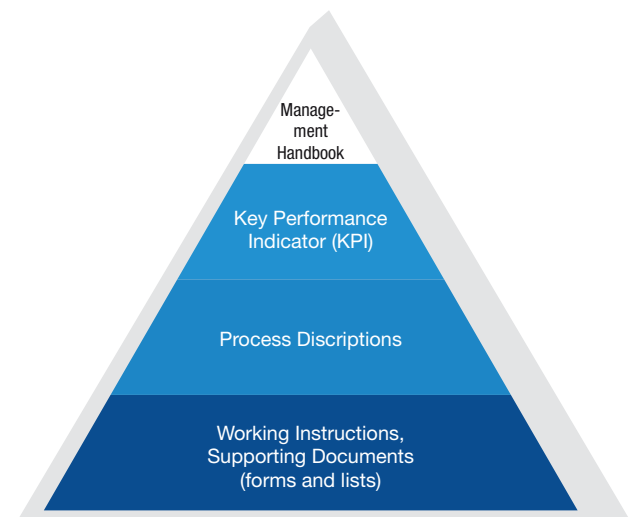 Manage-
ment
Handbook
Key Performance
Indicator (KPI)
Process Discriptions
Working Instructions,
Supporting Documents
(forms and lists)